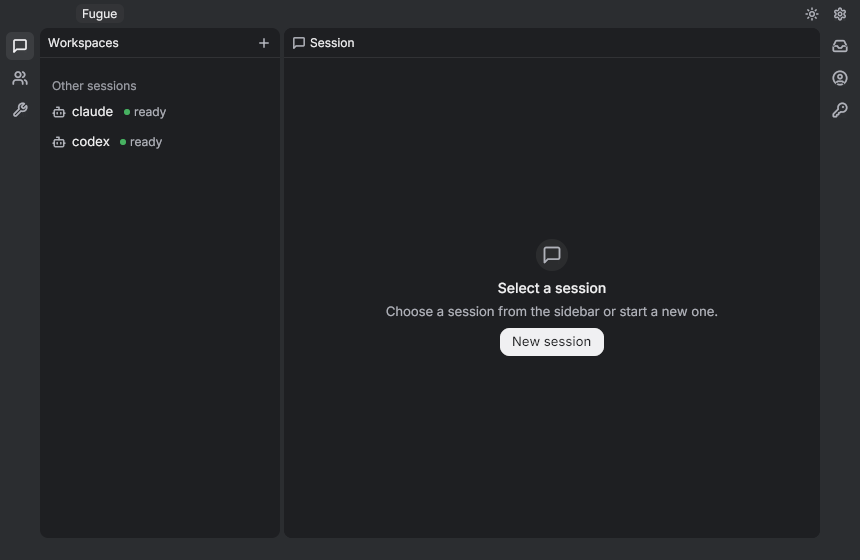 Fugue
Workspaces
Session
Other sessions
claude ready
codex ready
Select a session
Choose a session from the sidebar or start a new one.
New session